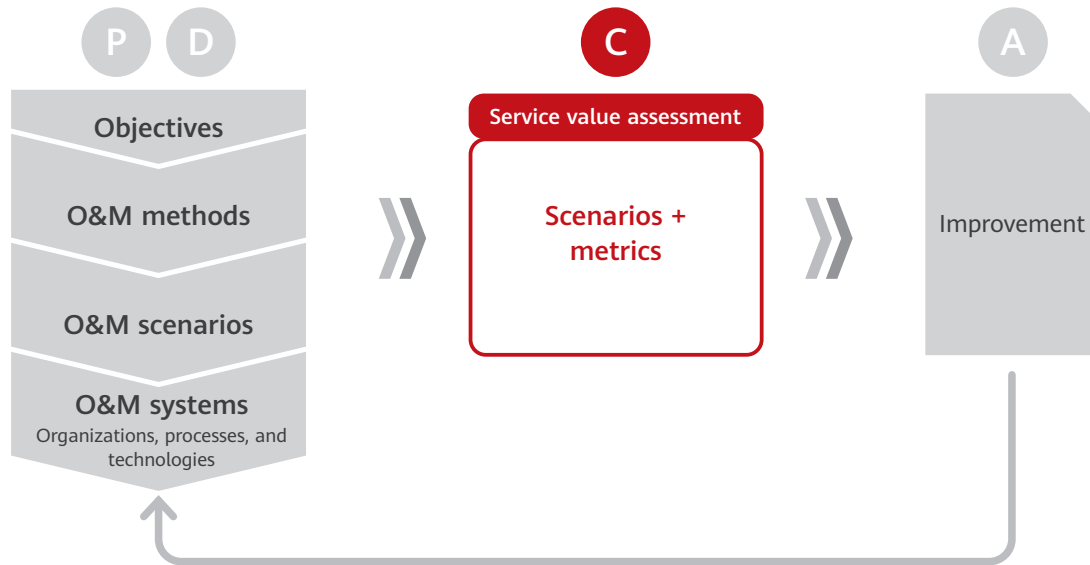 P
D
Objectives
O&M methods
O&M scenarios
O&M systems
Organizations, processes, and
technologies
C
Service value assessment
Scenarios +
metrics
A
Improvement